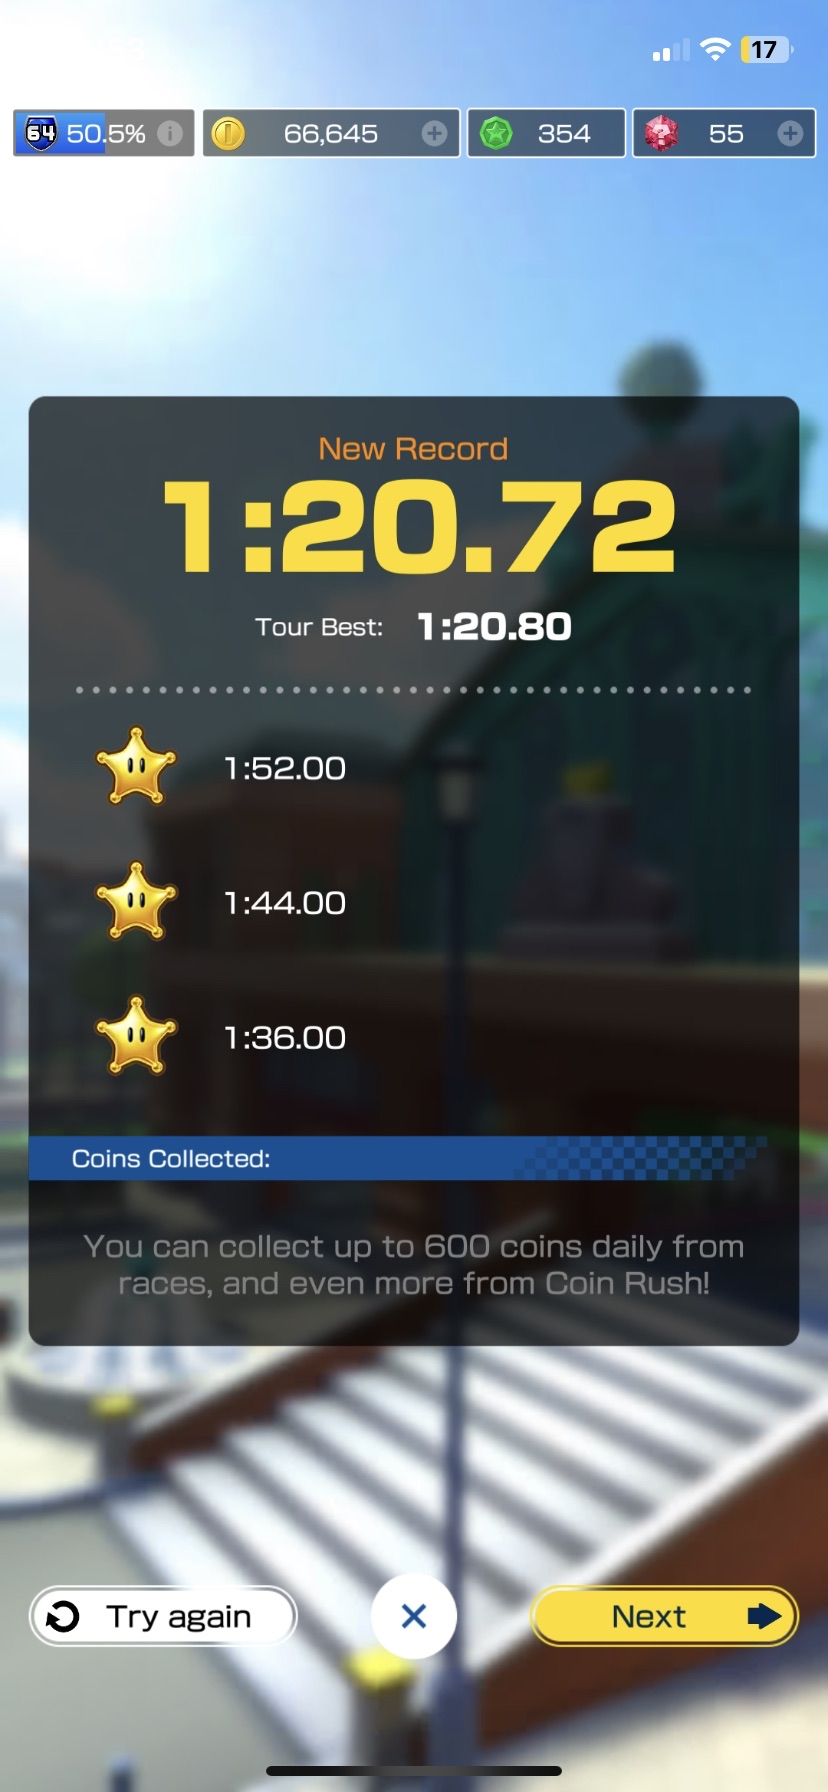 17
64 50.5% i 66,645 + 354 ? 55 +
New Record
1:20.72
Tour Best: 1:20.80
1:52.00
1:44.00
1:36.00
Coins Collected:
You can collect up to 600 coins daily from
races, and even more from Coin Rush!
Try again × Next